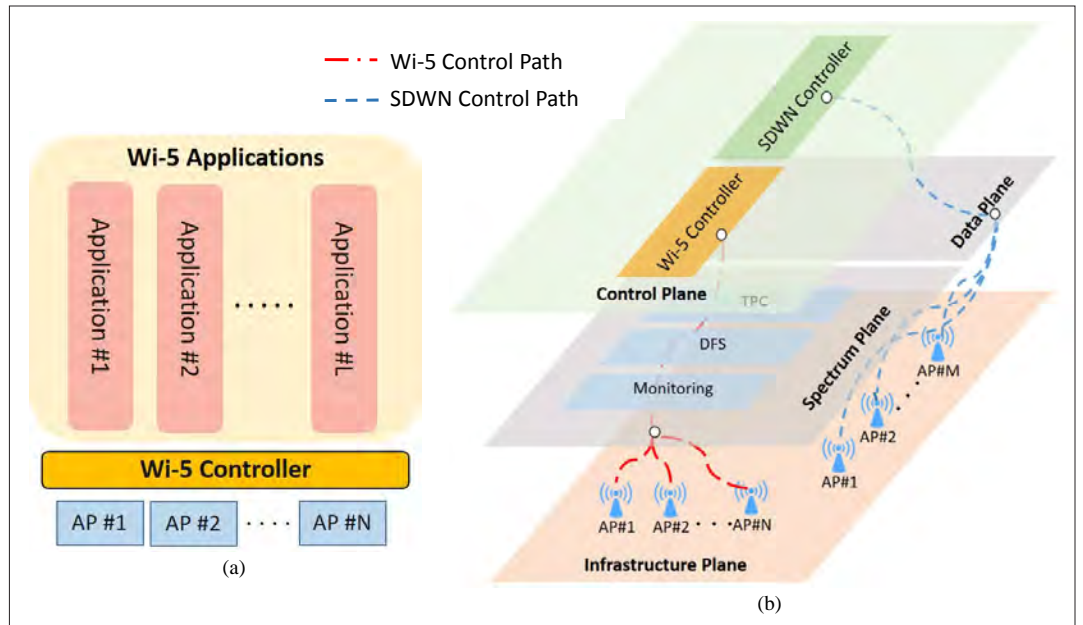 Wi-5 Control Path
SDWN Control Path
Wi-5 Applications
Application #1
Application #2
.....
Application #L
Wi-5 Controller
AP #1
AP #2
....
AP #N
(a)
SDWN Controller
Wi-5 Controller
Data Plane
Control Plane
TPC
DFS
Monitoring
Spectrum Plane
AP#M
AP#2
AP#1
AP#1
AP#2
...
AP#N
Infrastructure Plane
(b)